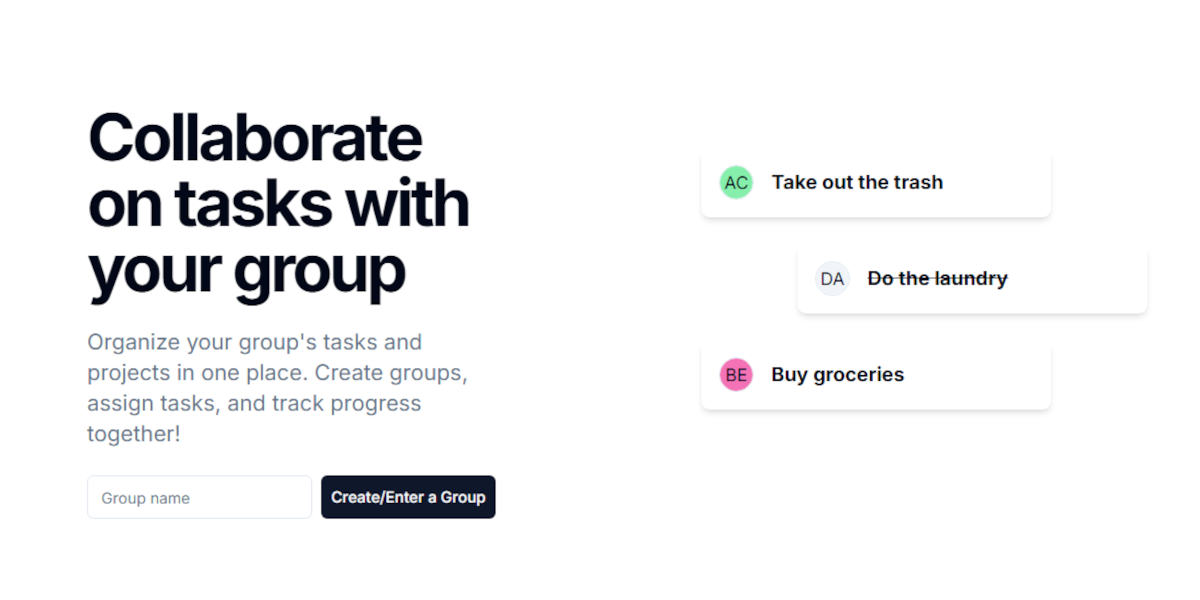 Collaborate
on tasks with
your group
Organize your group's tasks and
projects in one place. Create groups,
assign tasks, and track progress
together!
Group name
Create/Enter a Group
AC Take out the trash
DA Do the laundry
BE Buy groceries